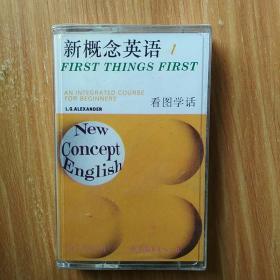 新概念英语 1
FIRST THINGS FIRST
AN INTEGRATED COURSE
FOR BEGINNERS
L.G.ALEXANDER
看图学话
New
Concept
English